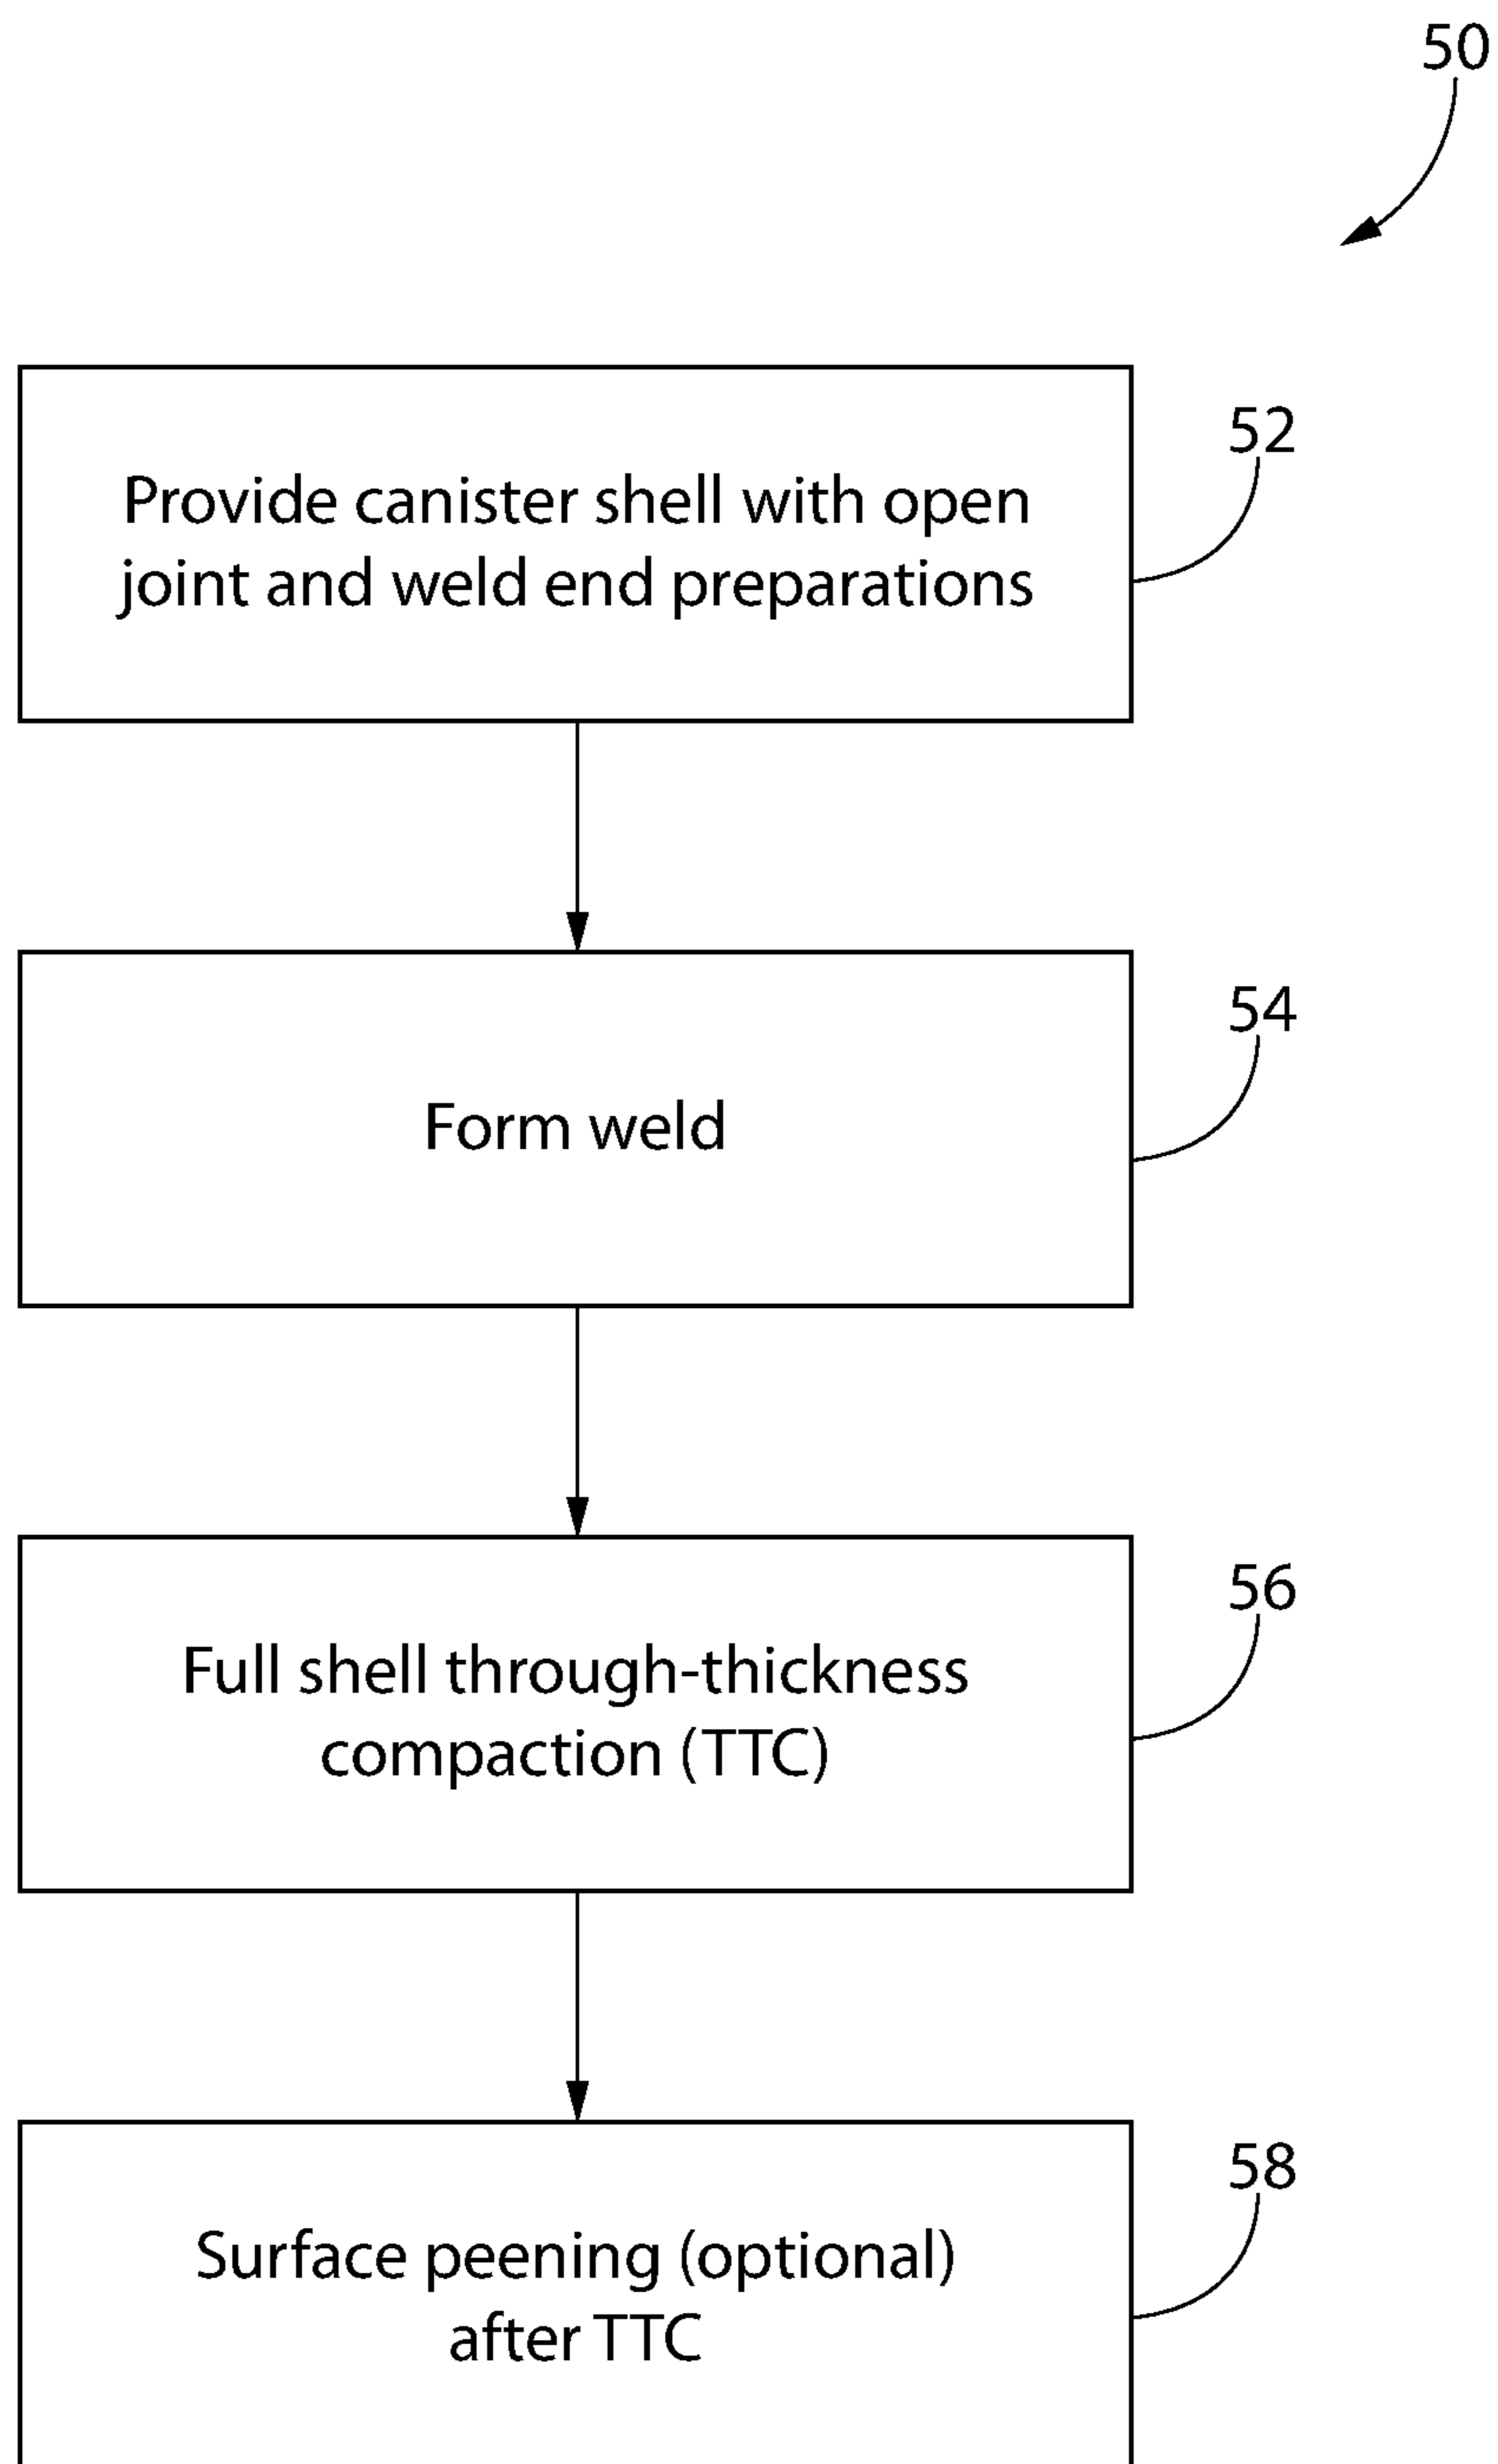 50
52
Provide canister shell with open
joint and weld end preparations
54
Form weld
56
Full shell through-thickness
compaction (TTC)
58
Surface peening (optional)
after TTC